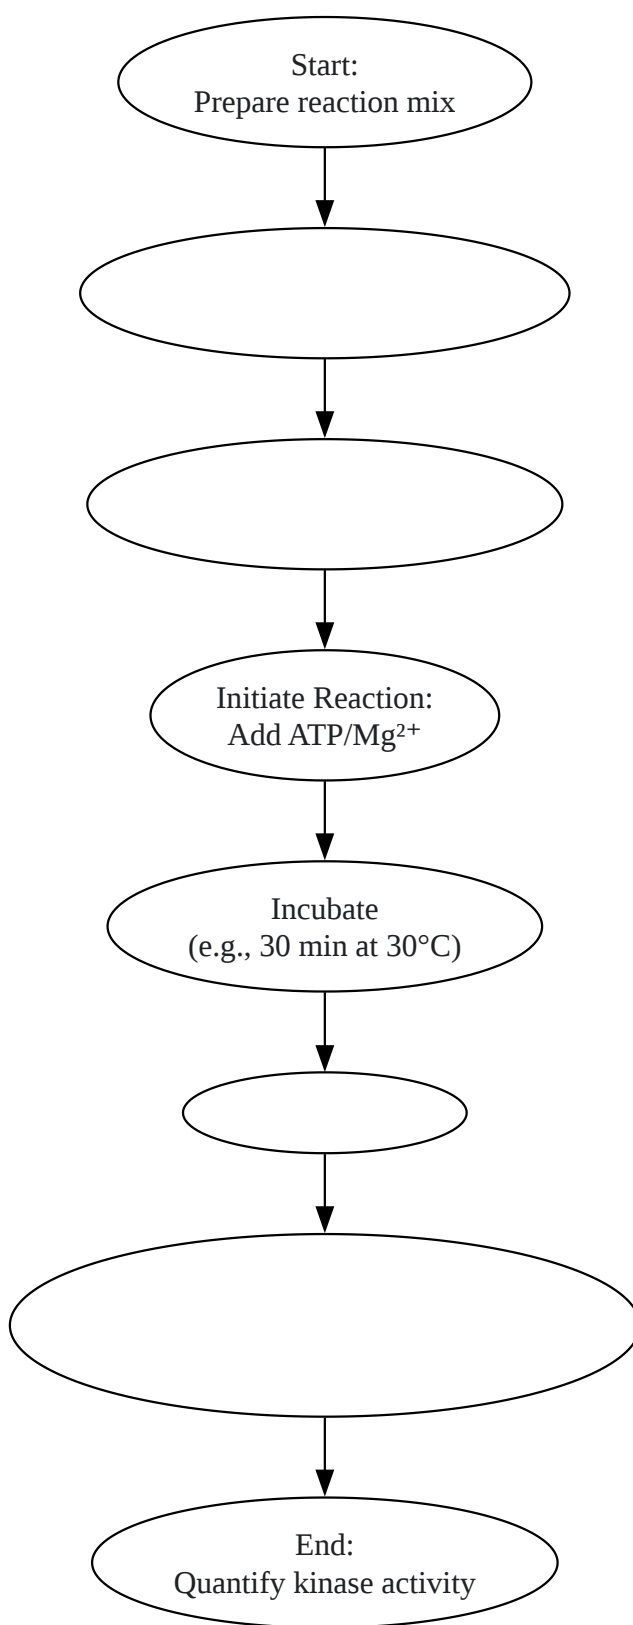 Start:
Prepare reaction mix
Initiate Reaction:
Add ATP/Mg²⁺
Incubate
(e.g., 30 min at 30°C)
End:
Quantify kinase activity